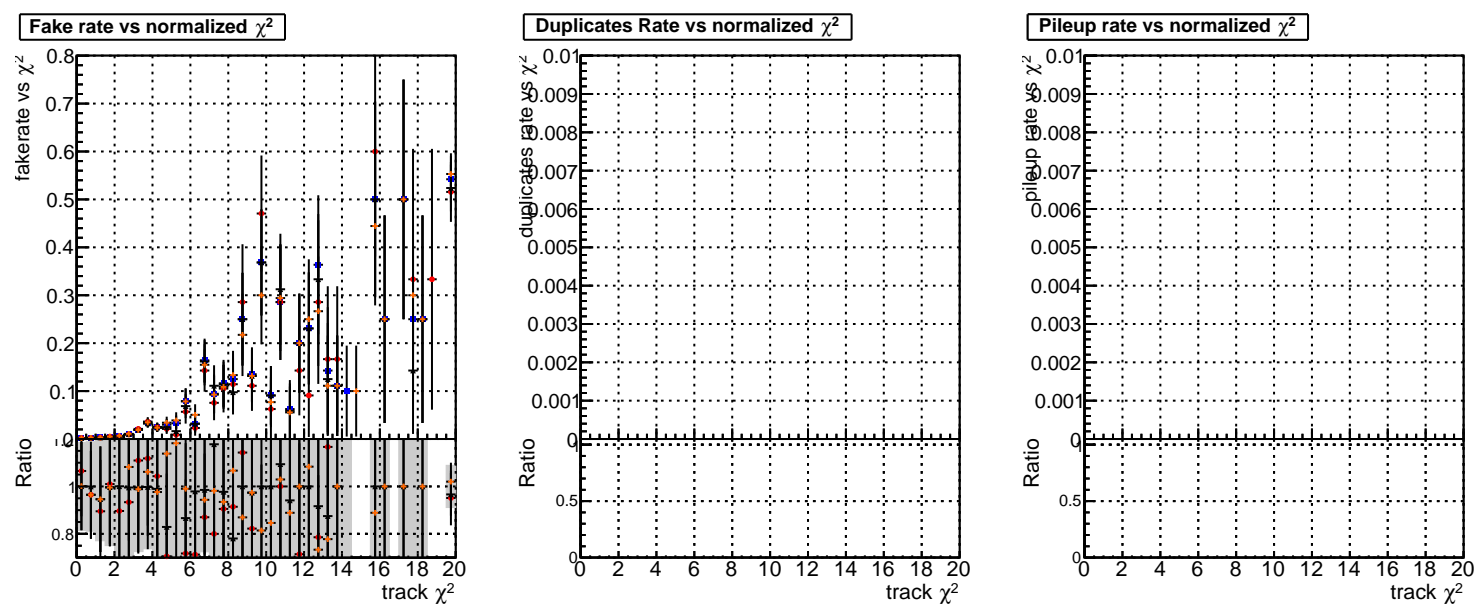 Fake rate vs normalized χ²
fakerate vs χ²
0.8
0.7
0.6
0.5
0.4
0.3
0.2
0.1
0
Ratio
1.2
1
0.8
0 2 4 6 8 10 12 14 16 18 20
track χ²
Duplicates Rate vs normalized χ²
duplicates rate vs χ²
0.01
0.009
0.008
0.007
0.006
0.005
0.004
0.003
0.002
0.001
0
Ratio
1
0.5
0
0 2 4 6 8 10 12 14 16 18 20
track χ²
Pileup rate vs normalized χ²
pileup rate vs χ²
0.01
0.009
0.008
0.007
0.006
0.005
0.004
0.003
0.002
0.001
0
Ratio
1
0.5
0
0 2 4 6 8 10 12 14 16 18 20
track χ²